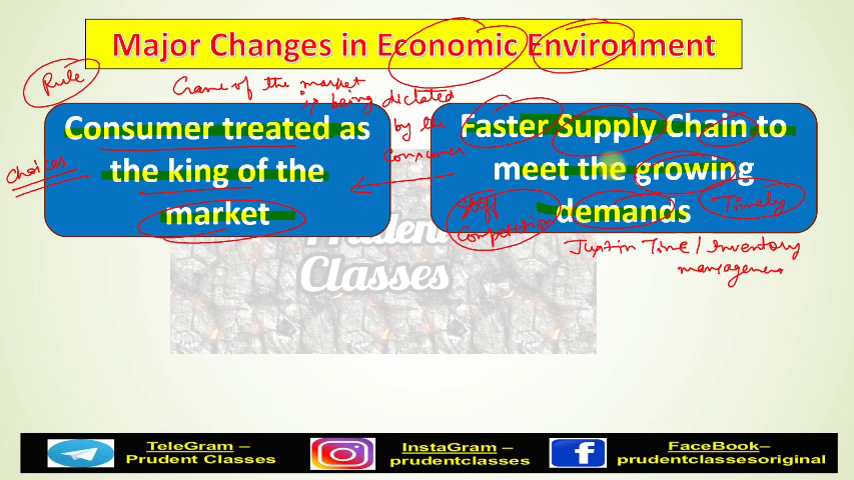 Major Changes in Economic Environment
Rule
Game of the market
is being dictated
by the
Consumer
Choices
Consumer treated as
the king of the
market
Faster Supply Chain to
meet the growing
demands
Stiff
Competition
Timely
Just in Time / Inventory
management
Prudent
Classes
TeleGram –
Prudent Classes
InstaGram –
prudentclasses
FaceBook–
prudentclassesoriginal